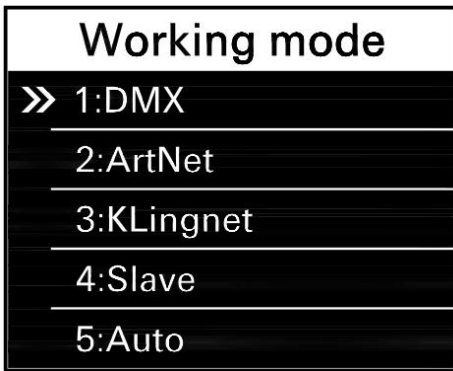 Working mode
» 1:DMX
2:ArtNet
3:KLingnet
4:Slave
5:Auto